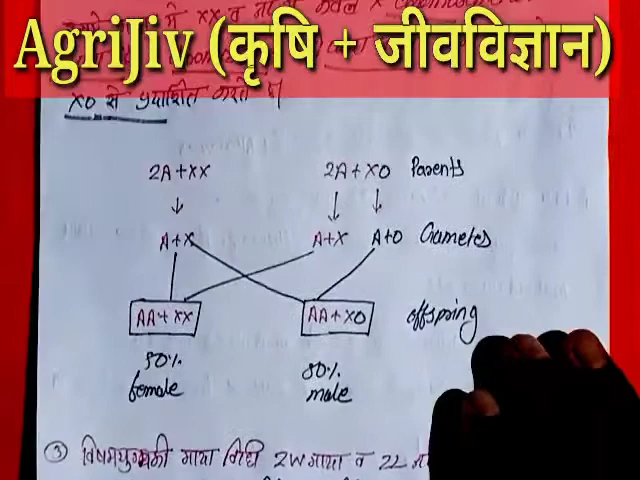 AgriJiv (कृषि + जीवविज्ञान)
XO से प्रदर्शित करते
2A+XX 2A+XO Parents
A+X A+X A+O Gametes
AA+XX AA+XO offspring
50% 50%
female male
③ विषमयुग्मकी मादा विधि ZW मादा व ZZ